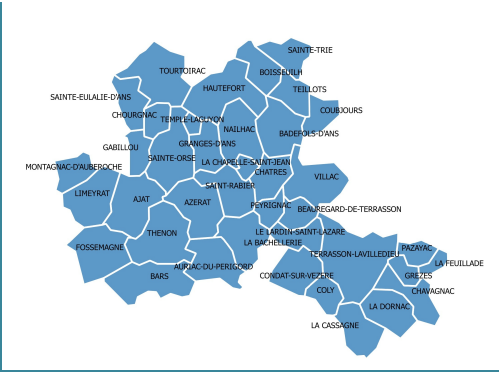 SAINTE-TRIE
TOURTOIRAC
BOISSEUILH
HAUTEFORT
TEILLOTS
SAINTE-EULALIE-D'ANS
COUBJOURS
CHOURGNAC
TEMPLE-LAGUYON
NAILHAC
BADEFOLS-D'ANS
GABILLOU
GRANGES-D'ANS
SAINTE-ORSE
LA CHAPELLE-SAINT-JEAN
MONTAGNAC-D'AUBEROCHE
CHATRES
VILLAC
SAINT-RABIER
LIMEYRAT
AJAT
AZERAT
PEYRIGNAC
BEAUREGARD-DE-TERRASSON
THENON
LE LARDIN-SAINT-LAZARE
LA BACHELLERIE
FOSSEMAGNE
PAZAYAC
TERRASSON-LAVILLEDIEU
LA FEUILLADE
AURIAC-DU-PERIGORD
BARS
CONDAT-SUR-VEZERE
GREZES
COLY
CHAVAGNAC
LA DORNAC
LA CASSAGNE